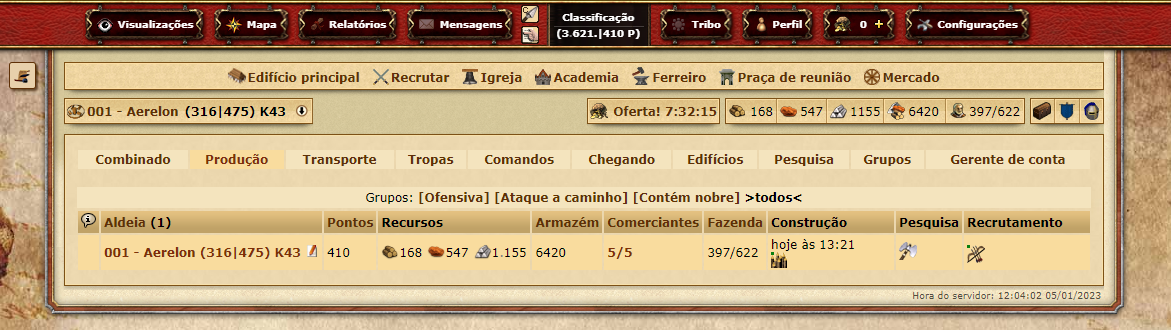 Visualizações Mapa Relatórios Mensagens Classificação Tribo Perfil 0 + Configurações
(3.621.|410 P)
Edifício principal Recrutar Igreja Academia Ferreiro Praça de reunião Mercado
001 - Aerelon (316|475) K43 Oferta! 7:32:15 168 547 1155 6420 397/622
Combinado Produção Transporte Tropas Comandos Chegando Edifícios Pesquisa Grupos Gerente de conta
Grupos: [Ofensiva] [Ataque a caminho] [Contém nobre] >todos<
Aldeia (1) Pontos Recursos Armazém Comerciantes Fazenda Construção Pesquisa Recrutamento
001 - Aerelon (316|475) K43 410 168 547 1.155 6420 5/5 397/622 hoje às 13:21
Hora do servidor: 12:04:02 05/01/2023